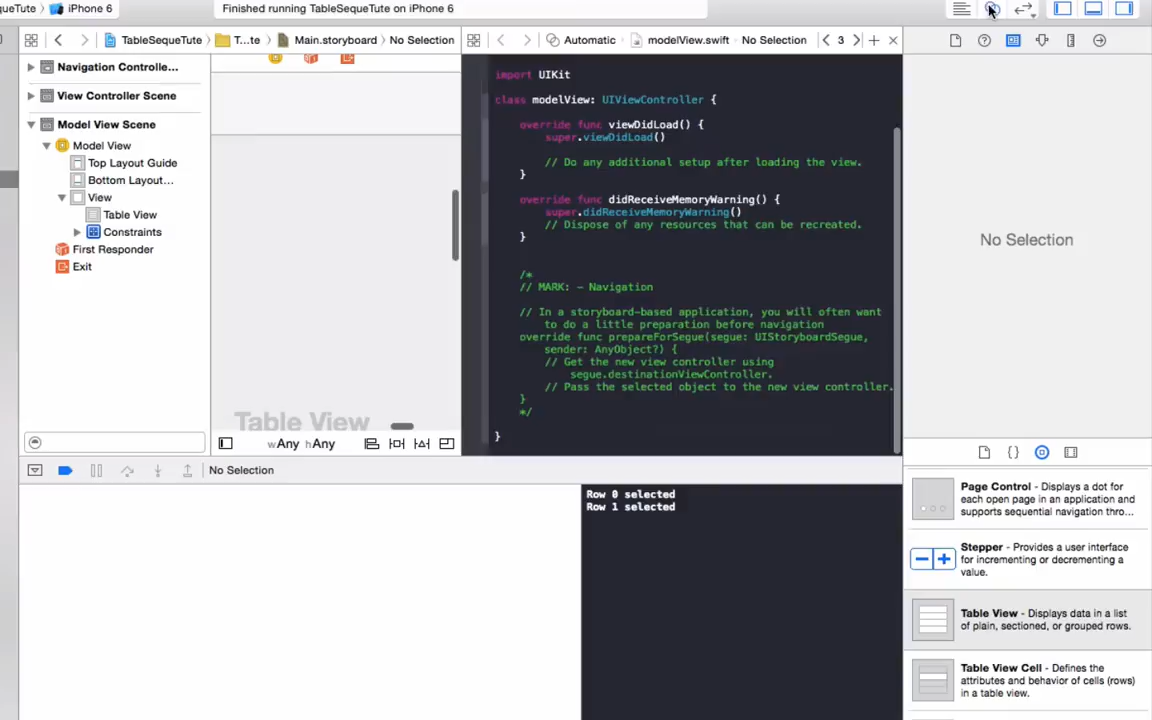 queTute
iPhone 6
Finished running TableSequeTute on iPhone 6
TableSequeTute
T...te
Main.storyboard
No Selection
Automatic
modelView.swift
No Selection
3
Navigation Controlle...
View Controller Scene
Model View Scene
Model View
Top Layout Guide
Bottom Layout...
View
Table View
Constraints
First Responder
Exit
Table View
wAny hAny
import UIKit
class modelView: UIViewController {
override func viewDidLoad() {
super.viewDidLoad()
// Do any additional setup after loading the view.
}
override func didReceiveMemoryWarning() {
super.didReceiveMemoryWarning()
// Dispose of any resources that can be recreated.
}
/*
// MARK: - Navigation
// In a storyboard-based application, you will often want
to do a little preparation before navigation
override func prepareForSegue(segue: UIStoryboardSegue,
sender: AnyObject?) {
// Get the new view controller using
segue.destinationViewController.
// Pass the selected object to the new view controller.
}
*/
}
No Selection
No Selection
Row 0 selected
Row 1 selected
Page Control - Displays a dot for
each open page in an application and
supports sequential navigation thro...
Stepper - Provides a user interface
for incrementing or decrementing a
value.
Table View - Displays data in a list
of plain, sectioned, or grouped rows.
Table View Cell - Defines the
attributes and behavior of cells (rows)
in a table view.